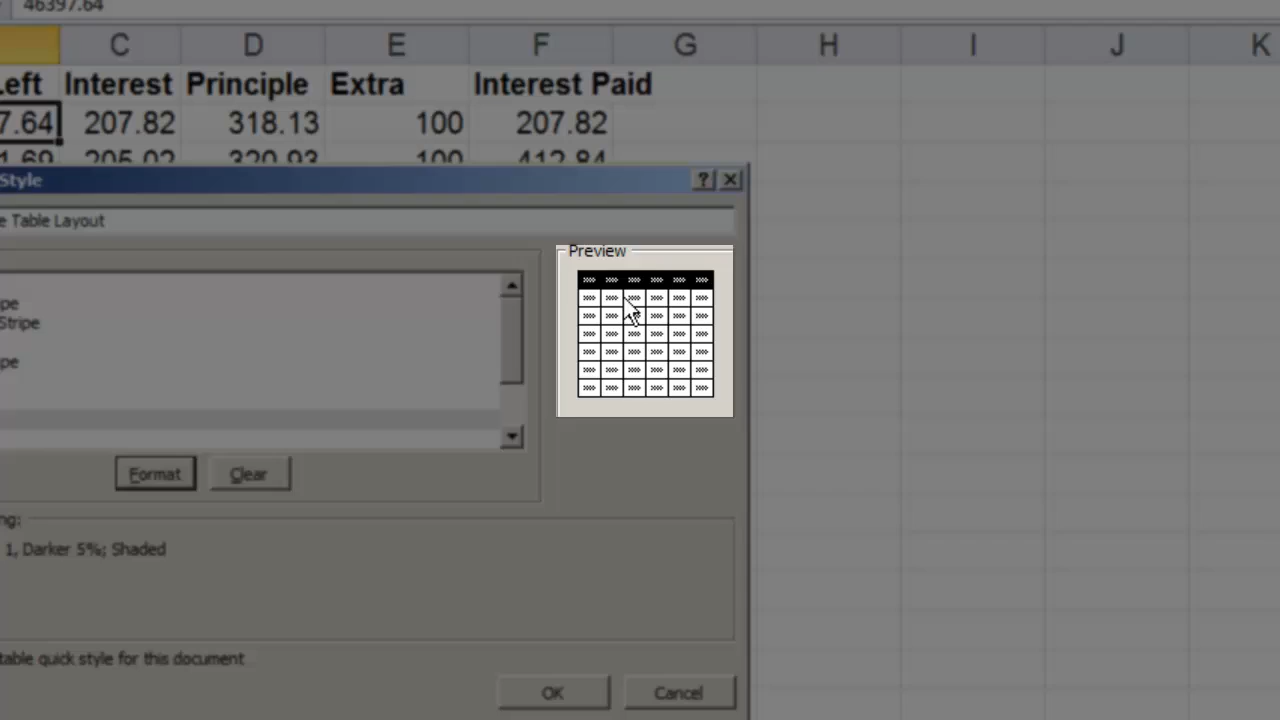 46397.64
C D E F G H I J K
Left Interest Principle Extra Interest Paid
7.64 207.82 318.13 100 207.82
1.69 205.02 320.93 100 412.84
Style
e Table Layout
Preview
pe
Stripe
pe
Format Clear
ng:
1, Darker 5%; Shaded
table quick style for this document
OK Cancel